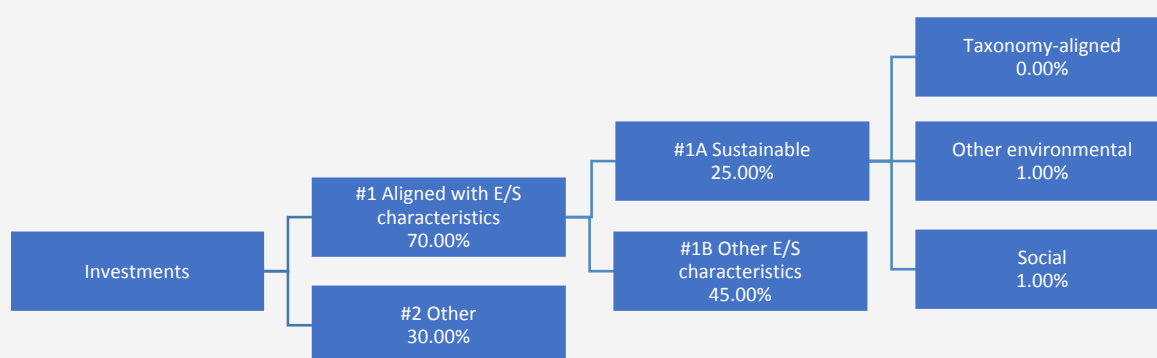 Investments
#1 Aligned with E/S
characteristics
70.00%
#2 Other
30.00%
#1A Sustainable
25.00%
#1B Other E/S
characteristics
45.00%
Taxonomy-aligned
0.00%
Other environmental
1.00%
Social
1.00%